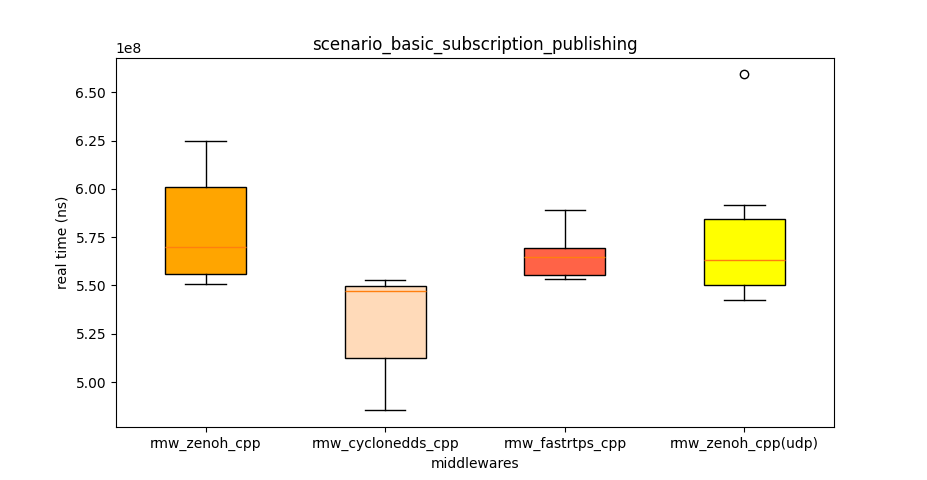 scenario_basic_subscription_publishing
1e8
6.50
6.25
6.00
5.75
5.50
5.25
5.00
real time (ns)
rmw_zenoh_cpp
rmw_cyclonedds_cpp
rmw_fastrtps_cpp
rmw_zenoh_cpp(udp)
middlewares